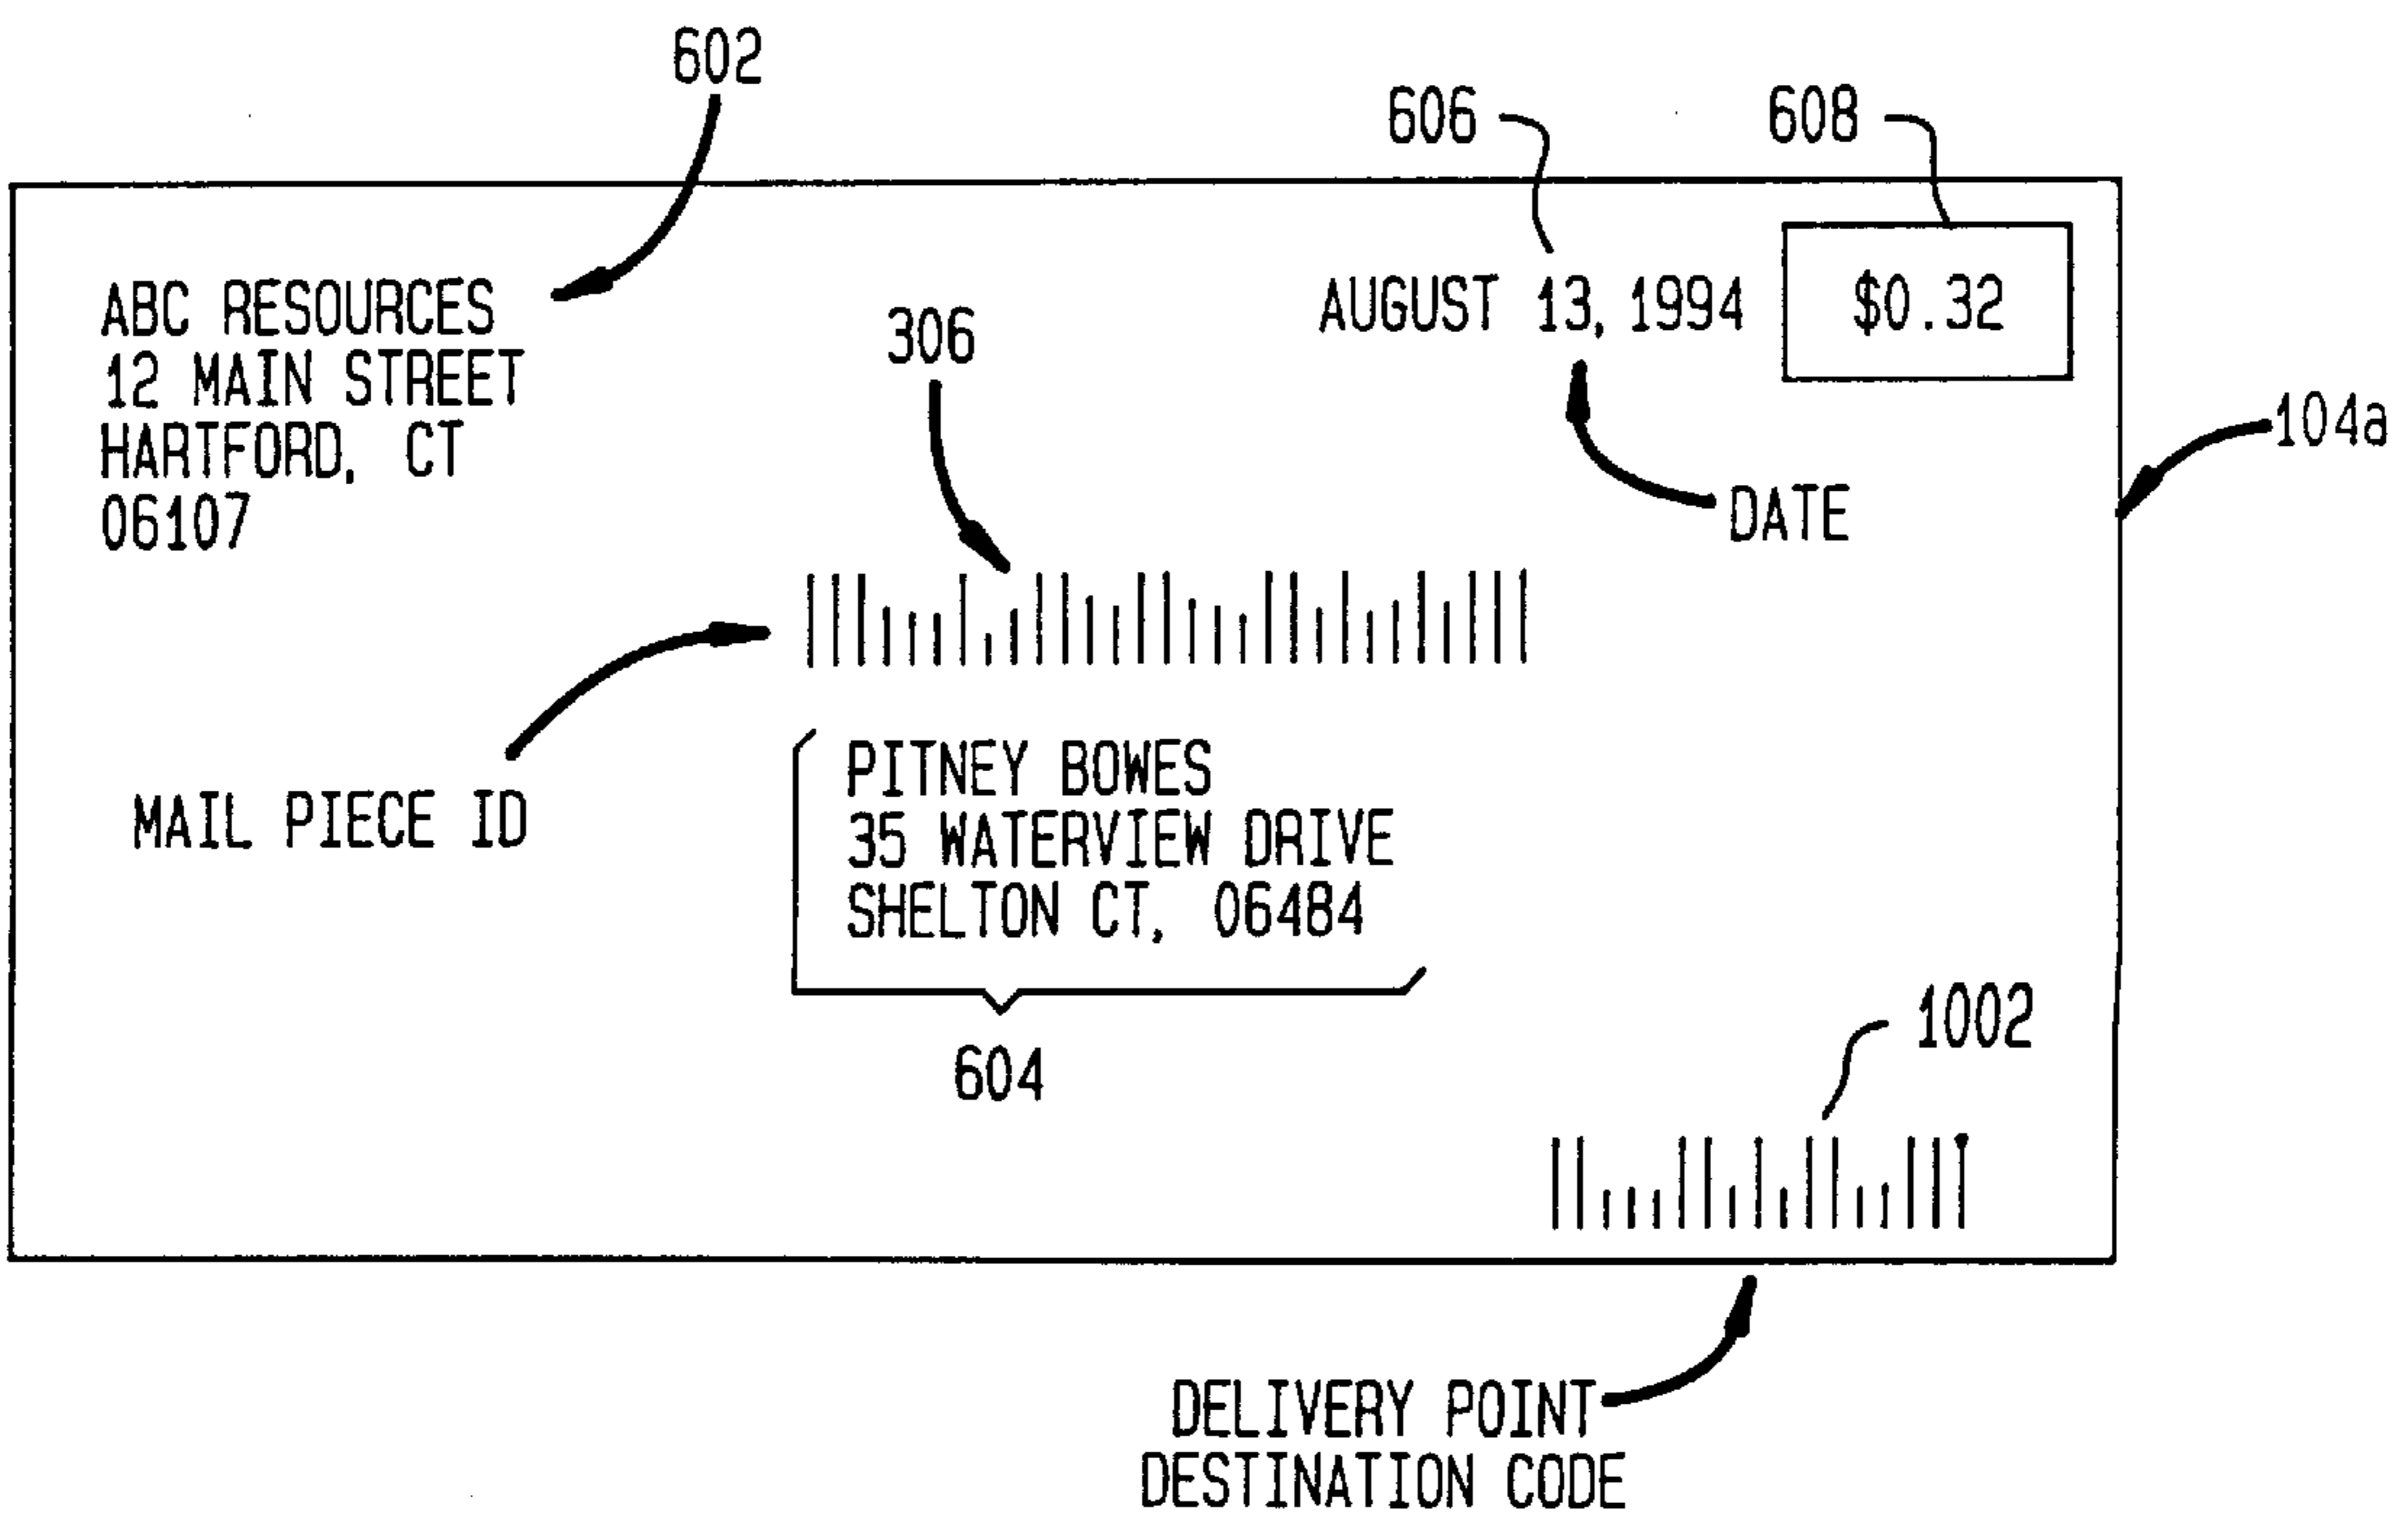 602
606
608
ABC RESOURCES
12 MAIN STREET
HARTFORD, CT
06107
306
AUGUST 13, 1994
$0.32
104a
DATE
MAIL PIECE ID
PITNEY BOWES
35 WATERVIEW DRIVE
SHELTON CT, 06484
604
1002
DELIVERY POINT
DESTINATION CODE